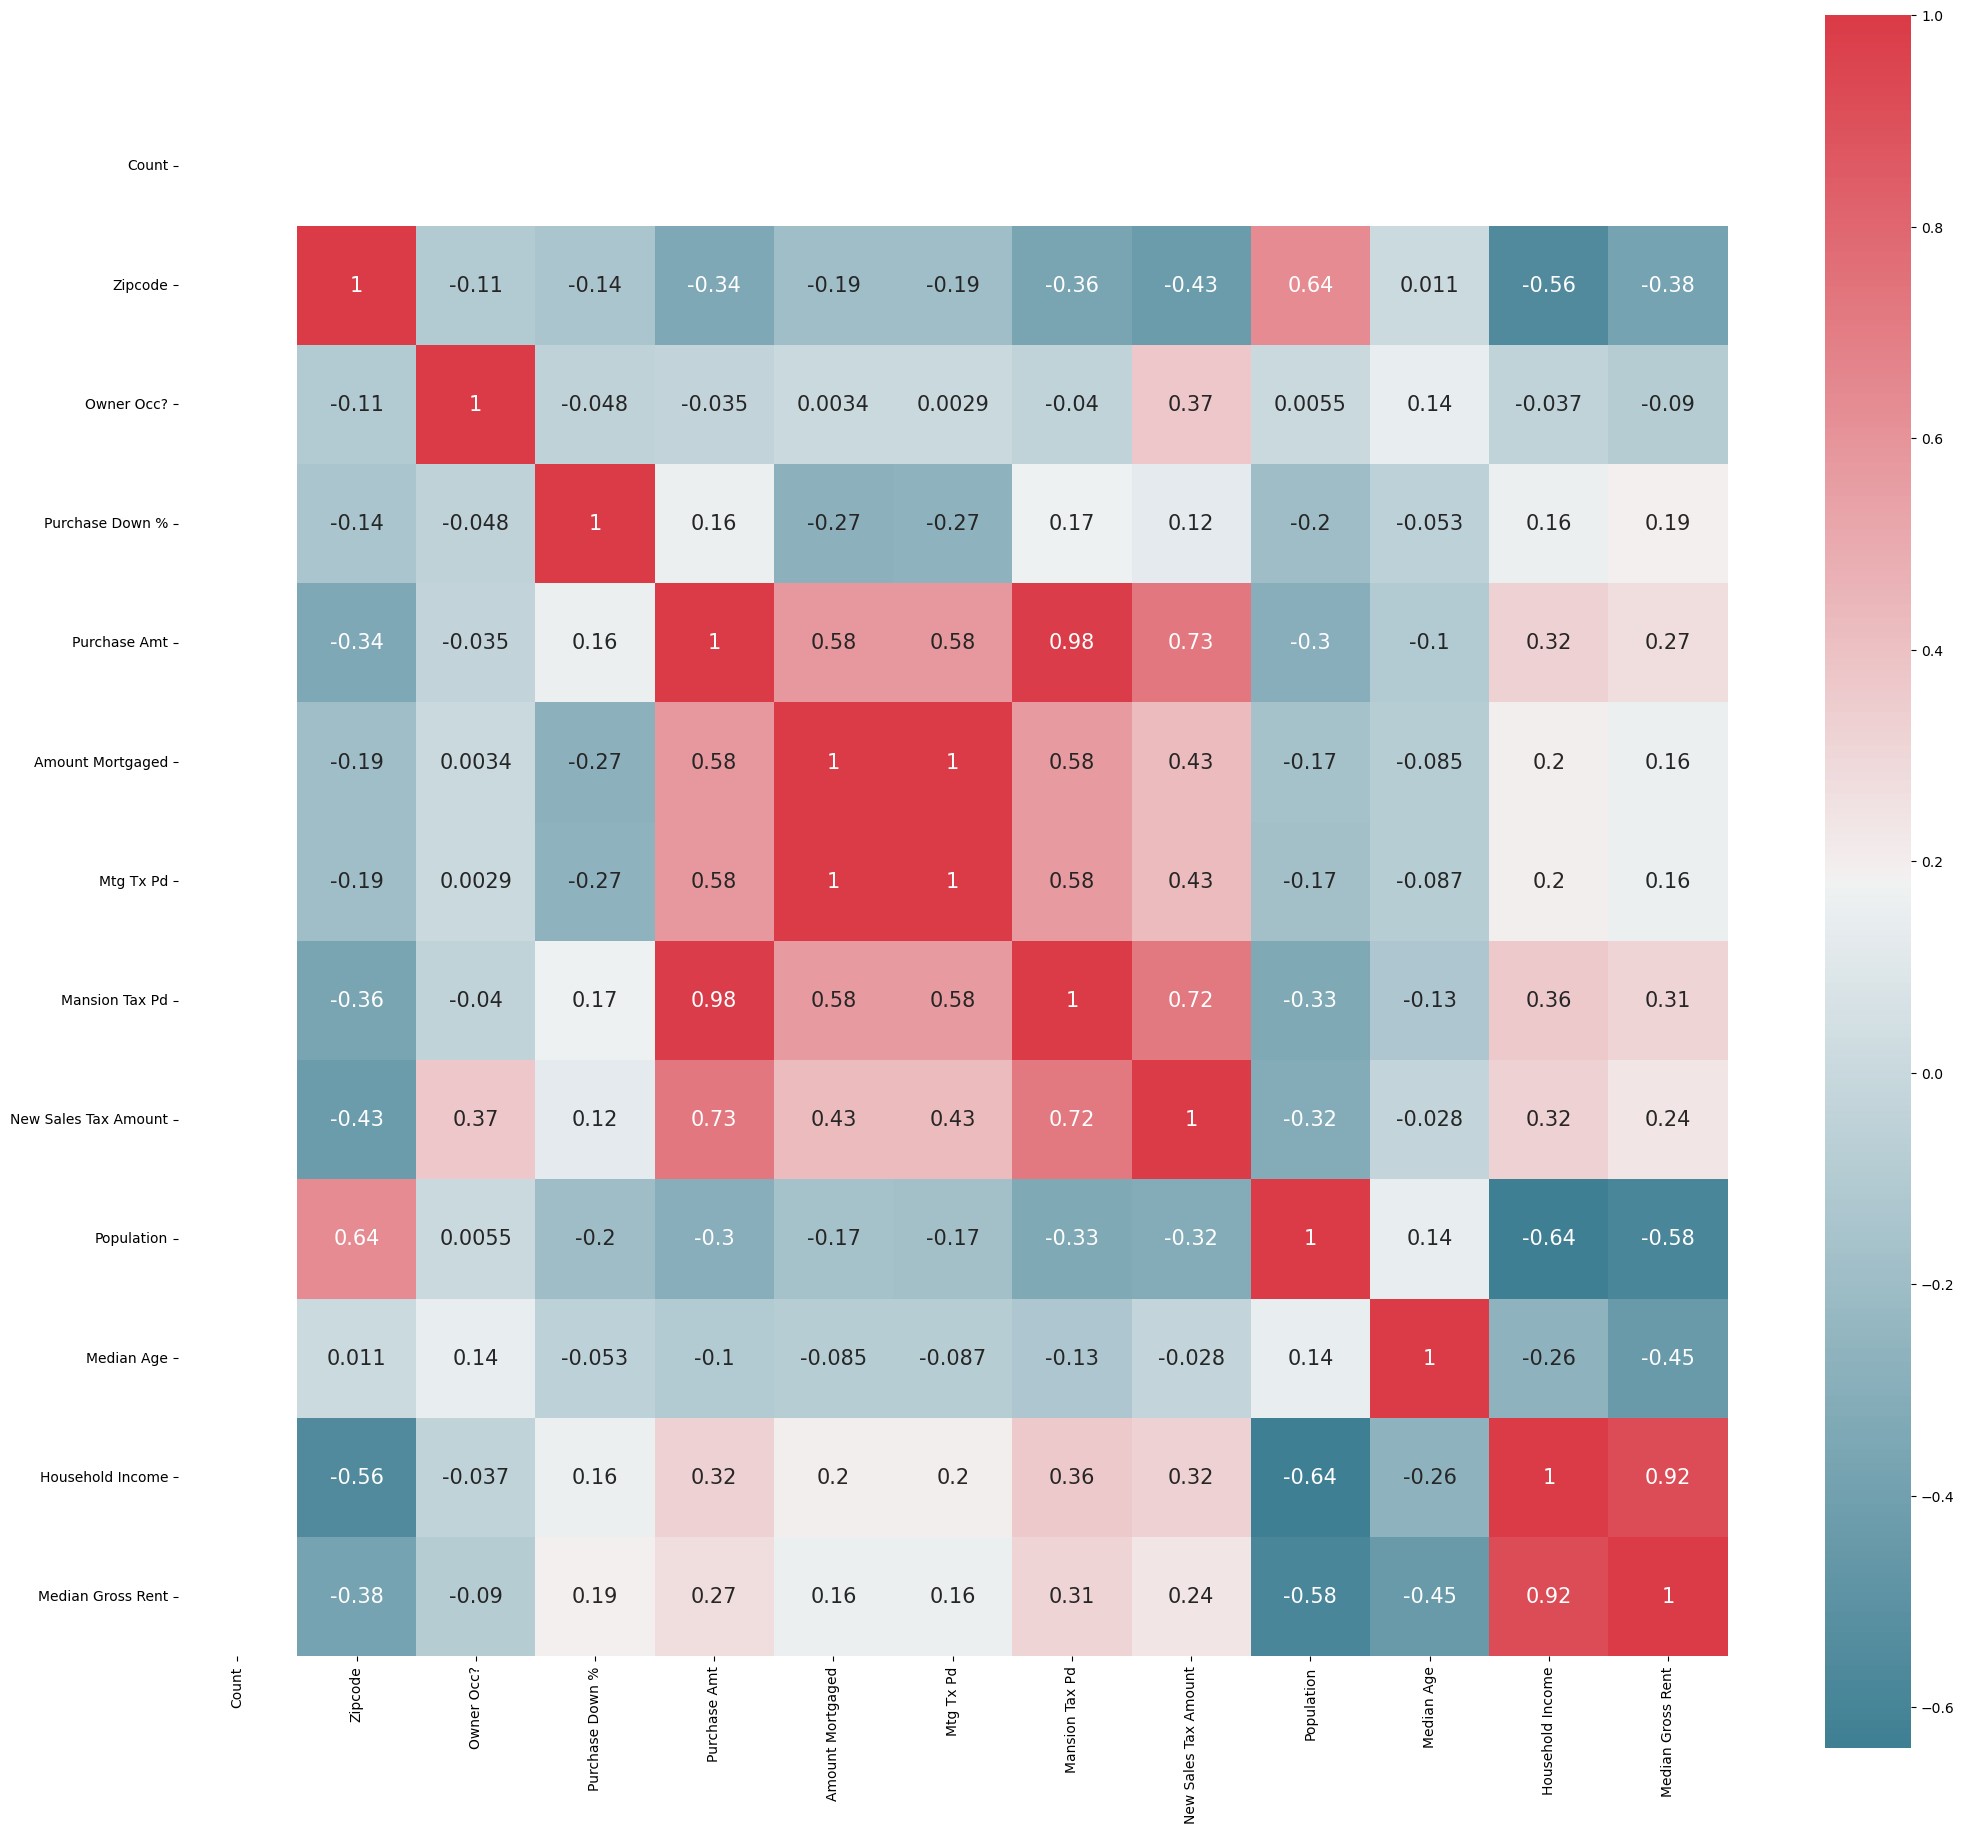 1.0
Count
0.8
Zipcode 1 -0.11 -0.14 -0.34 -0.19 -0.19 -0.36 -0.43 0.64 0.011 -0.56 -0.38
Owner Occ? -0.11 1 -0.048 -0.035 0.0034 0.0029 -0.04 0.37 0.0055 0.14 -0.037 -0.09
0.6
Purchase Down % -0.14 -0.048 1 0.16 -0.27 -0.27 0.17 0.12 -0.2 -0.053 0.16 0.19
Purchase Amt -0.34 -0.035 0.16 1 0.58 0.58 0.98 0.73 -0.3 -0.1 0.32 0.27
0.4
Amount Mortgaged -0.19 0.0034 -0.27 0.58 1 1 0.58 0.43 -0.17 -0.085 0.2 0.16
0.2
Mtg Tx Pd -0.19 0.0029 -0.27 0.58 1 1 0.58 0.43 -0.17 -0.087 0.2 0.16
Mansion Tax Pd -0.36 -0.04 0.17 0.98 0.58 0.58 1 0.72 -0.33 -0.13 0.36 0.31
0.0
New Sales Tax Amount -0.43 0.37 0.12 0.73 0.43 0.43 0.72 1 -0.32 -0.028 0.32 0.24
Population 0.64 0.0055 -0.2 -0.3 -0.17 -0.17 -0.33 -0.32 1 0.14 -0.64 -0.58
−0.2
Median Age 0.011 0.14 -0.053 -0.1 -0.085 -0.087 -0.13 -0.028 0.14 1 -0.26 -0.45
Household Income -0.56 -0.037 0.16 0.32 0.2 0.2 0.36 0.32 -0.64 -0.26 1 0.92
−0.4
Median Gross Rent -0.38 -0.09 0.19 0.27 0.16 0.16 0.31 0.24 -0.58 -0.45 0.92 1
−0.6
Count
Zipcode
Owner Occ?
Purchase Down %
Purchase Amt
Amount Mortgaged
Mtg Tx Pd
Mansion Tax Pd
New Sales Tax Amount
Population
Median Age
Household Income
Median Gross Rent